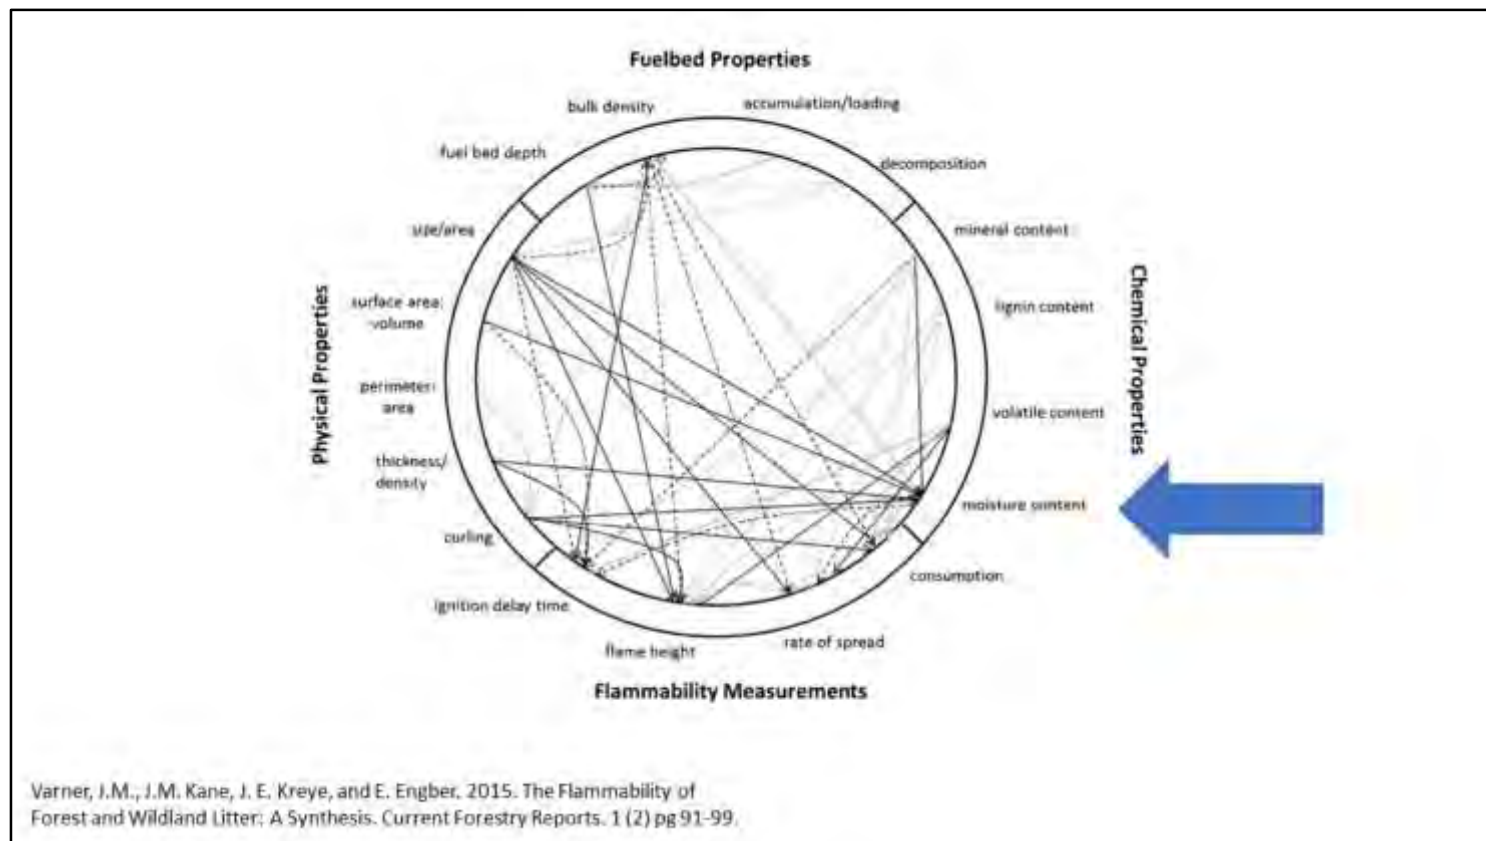 Fuelbed Properties
bulk density
accumulation/loading
fuel bed depth
decomposition
size/area
mineral content
surface area:
volume
lignin content
Physical Properties
Chemical Properties
perimeter:
area
volatile content
thickness/
density
moisture content
curling
consumption
ignition delay time
flame height
rate of spread
Flammability Measurements
Varner, J.M., J.M. Kane, J. E. Kreye, and E. Engber. 2015. The Flammability of
Forest and Wildland Litter: A Synthesis. Current Forestry Reports. 1 (2) pg 91-99.